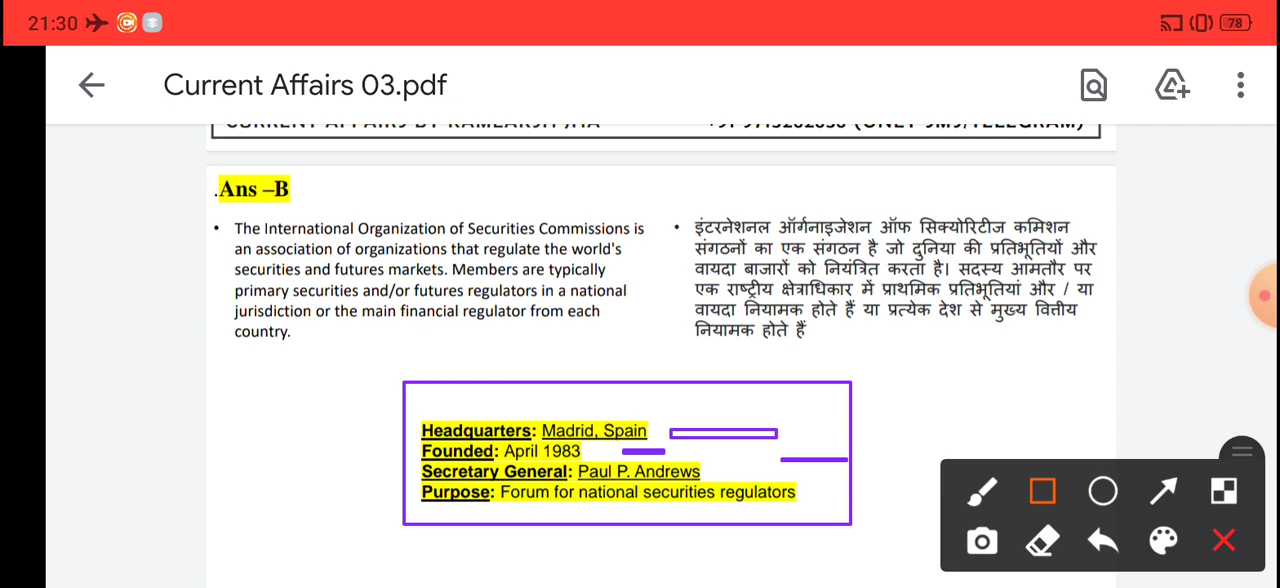 21:30
78
Current Affairs 03.pdf
.Ans –B
• The International Organization of Securities Commissions is
an association of organizations that regulate the world's
securities and futures markets. Members are typically
primary securities and/or futures regulators in a national
jurisdiction or the main financial regulator from each
country.
• इंटरनेशनल ऑर्गनाइजेशन ऑफ सिक्योरिटीज कमिशन
संगठनों का एक संगठन है जो दुनिया की प्रतिभूतियों और
वायदा बाजारों को नियंत्रित करता है। सदस्य आमतौर पर
एक राष्ट्रीय क्षेत्राधिकार में प्राथमिक प्रतिभूतियां और / या
वायदा नियामक होते हैं या प्रत्येक देश से मुख्य वित्तीय
नियामक होते हैं
Headquarters: Madrid, Spain
Founded: April 1983
Secretary General: Paul P. Andrews
Purpose: Forum for national securities regulators